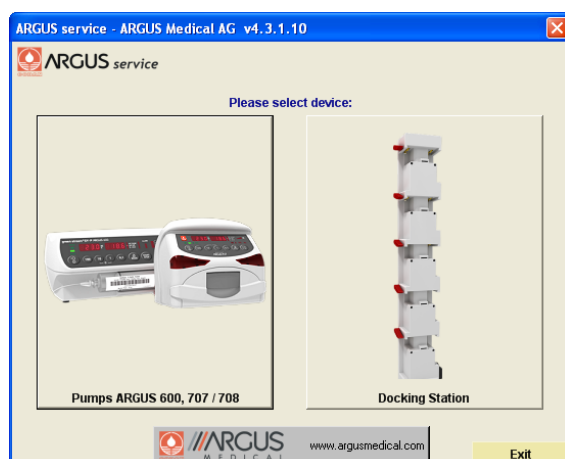 ARGUS service - ARGUS Medical AG v4.3.1.10
ARGUS service
Please select device:
Pumps ARGUS 600, 707 / 708
Docking Station
ARGUS
MEDICAL
www.argusmedical.com
Exit